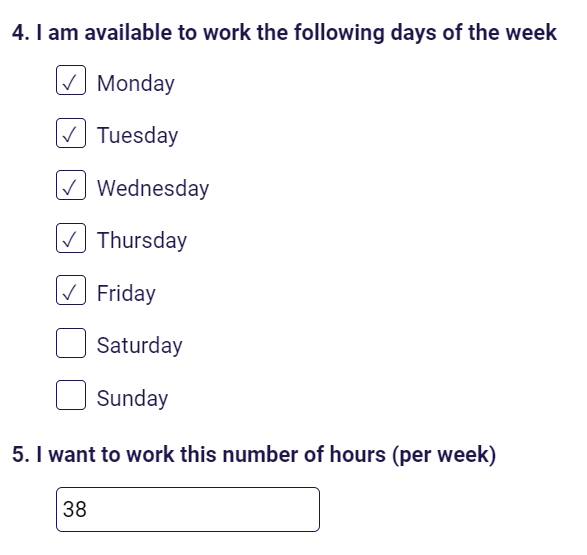 4. I am available to work the following days of the week
Monday
Tuesday
Wednesday
Thursday
Friday
Saturday
Sunday
5. I want to work this number of hours (per week)
38